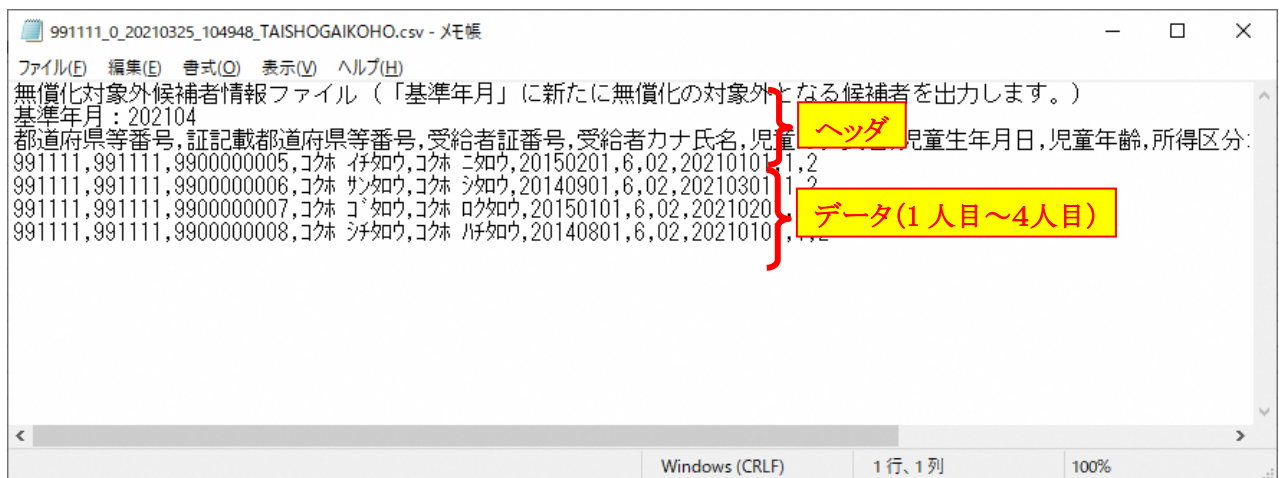 991111_0_20210325_104948_TAISHOGAIKOHO.csv - メモ帳
ファイル(F) 編集(E) 書式(O) 表示(V) ヘルプ(H)
無償化対象外候補者情報ファイル（「基準年月」に新たに無償化の対象外となる候補者を出力します。）
基準年月：202104
都道府県等番号,証記載都道府県等番号,受給者証番号,受給者カナ氏名,児童 児童生年月日,児童年齢,所得区分
ヘッダ
991111,991111,9900000005,ｺｸﾎ ｲﾁﾀﾛｳ,ｺｸﾎ ﾆﾀﾛｳ,20150201,6,02,20210101,1,2
991111,991111,9900000006,ｺｸﾎ ｻﾝﾀﾛｳ,ｺｸﾎ ｼﾀﾛｳ,20140901,6,02,20210301,1,2
991111,991111,9900000007,ｺｸﾎ ｺﾞﾀﾛｳ,ｺｸﾎ ﾛｸﾀﾛｳ,20150101,6,02,2021020
991111,991111,9900000008,ｺｸﾎ ｼﾁﾀﾛｳ,ｺｸﾎ ﾊﾁﾀﾛｳ,20140801,6,02,2021010
データ(1人目～4人目)
Windows (CRLF) 1行、1列 100%